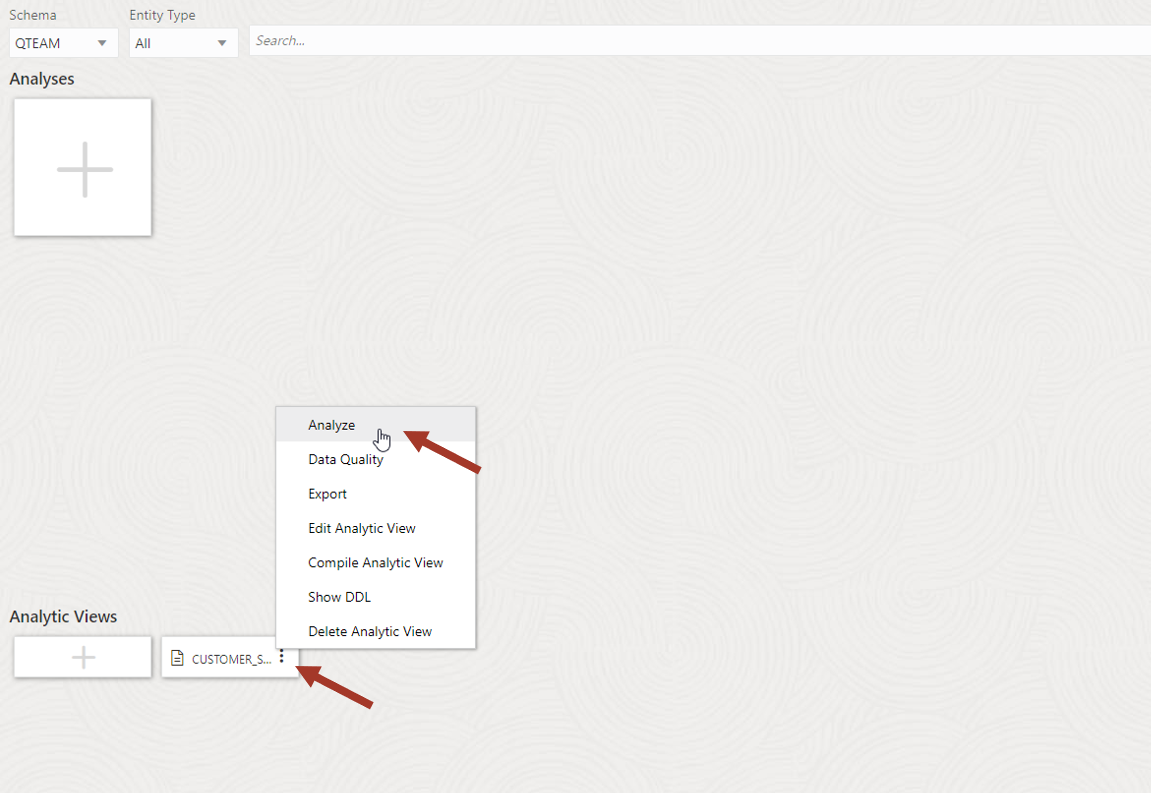 Schema
Entity Type
QTEAM
All
Search...
Analyses
Analyze
Data Quality
Export
Edit Analytic View
Compile Analytic View
Show DDL
Delete Analytic View
Analytic Views
CUSTOMER_S...